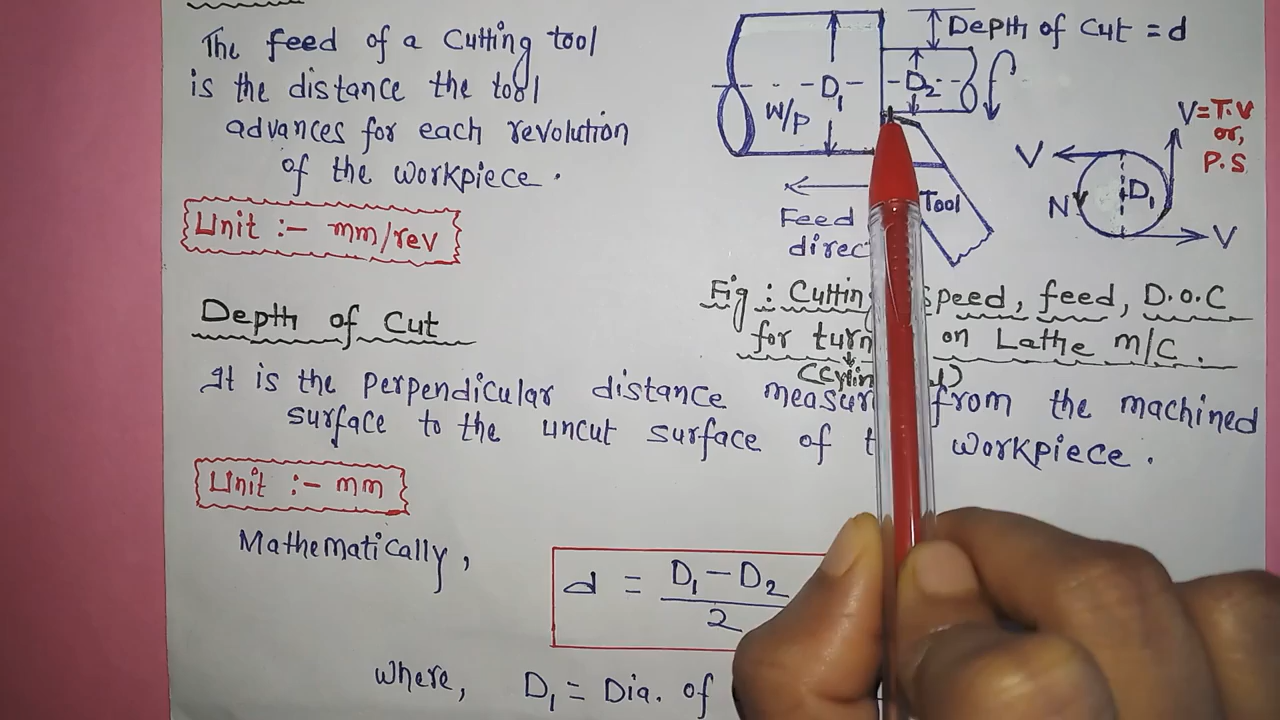 The feed of a Cutting tool
is the distance the tool
advances for each revolution
of the workpiece.
Unit :- mm/rev
Depth of Cut = d
D1
D2
W/P
Feed
Tool
V
N
D1
V
V=T.V
or,
P.S
Fig : speed, feed, D.O.C
for on Lathe m/c.
Depth of Cut
It is the perpendicular distance from the machined
surface to the uncut surface of workpiece.
Unit :- mm
Mathematically,
d = D1 - D2 / 2
where, D1 = Dia. of